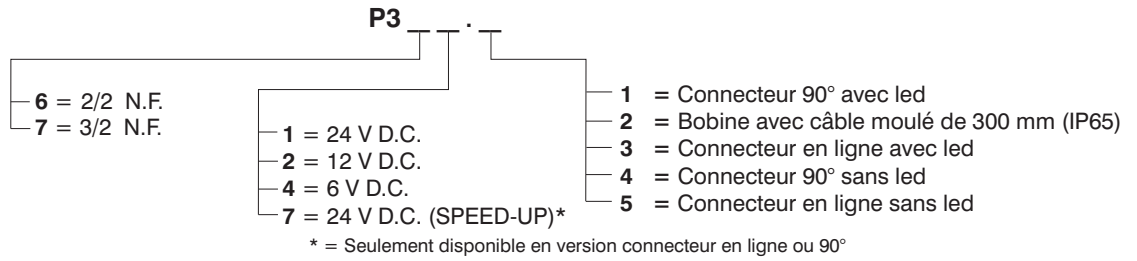 P3 _ _ . _
6 = 2/2 N.F.
7 = 3/2 N.F.
1 = 24 V D.C.
2 = 12 V D.C.
4 = 6 V D.C.
7 = 24 V D.C. (SPEED-UP)*
1 = Connecteur 90° avec led
2 = Bobine avec câble moulé de 300 mm (IP65)
3 = Connecteur en ligne avec led
4 = Connecteur 90° sans led
5 = Connecteur en ligne sans led
* = Seulement disponible en version connecteur en ligne ou 90°